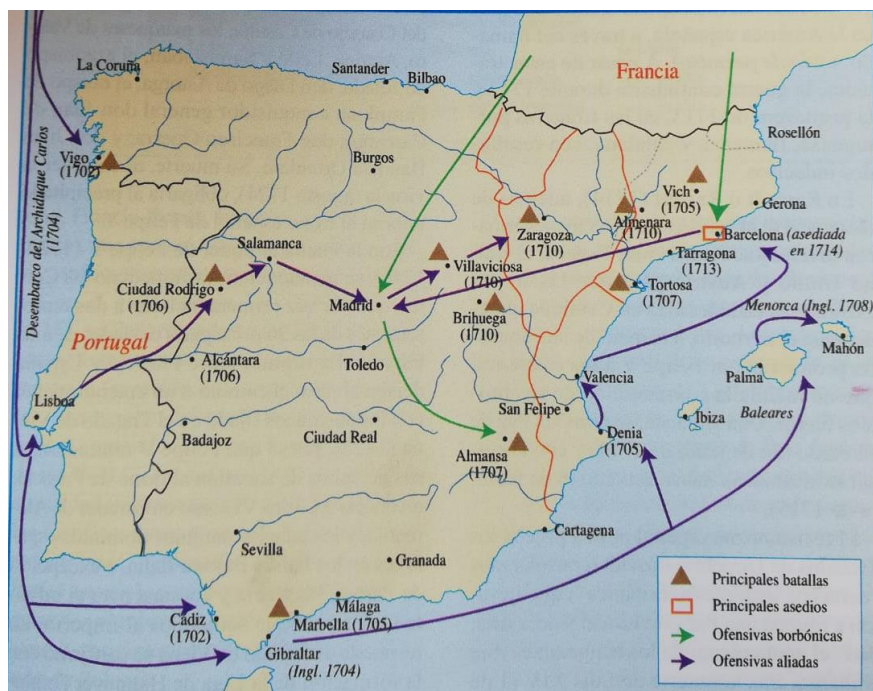 La Coruña
Santander
Bilbao
Francia
Rosellón
Vigo
(1702)
Burgos
Vich
(1705)
Gerona
Desembarco del Archiduque Carlos
(1704)
Zaragoza
(1710)
Almenara
(1710)
Barcelona (asediada
en 1714)
Salamanca
Tarragona
(1713)
Villaviciosa
(1710)
Ciudad Rodrigo
(1706)
Madrid
Tortosa
(1707)
Brihuega
(1710)
Menorca (Ingl. 1708)
Portugal
Mahón
Alcántara
(1706)
Toledo
Valencia
Palma
Lisboa
San Felipe
Baleares
Ibiza
Badajoz
Ciudad Real
Denia
(1705)
Almansa
(1707)
Sevilla
Cartagena
Granada
Málaga
Cádiz
(1702)
Marbella (1705)
Gibraltar
(Ingl. 1704)
Principales batallas
Principales asedios
Ofensivas borbónicas
Ofensivas aliadas